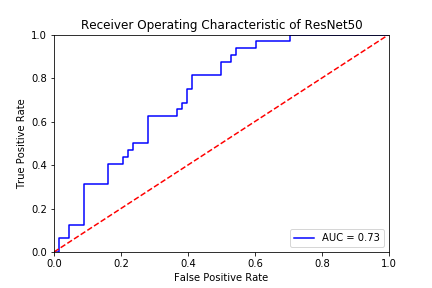 Receiver Operating Characteristic of ResNet50
1.0
0.8
0.6
0.4
0.2
0.0
True Positive Rate
AUC = 0.73
0.0 0.2 0.4 0.6 0.8 1.0
False Positive Rate